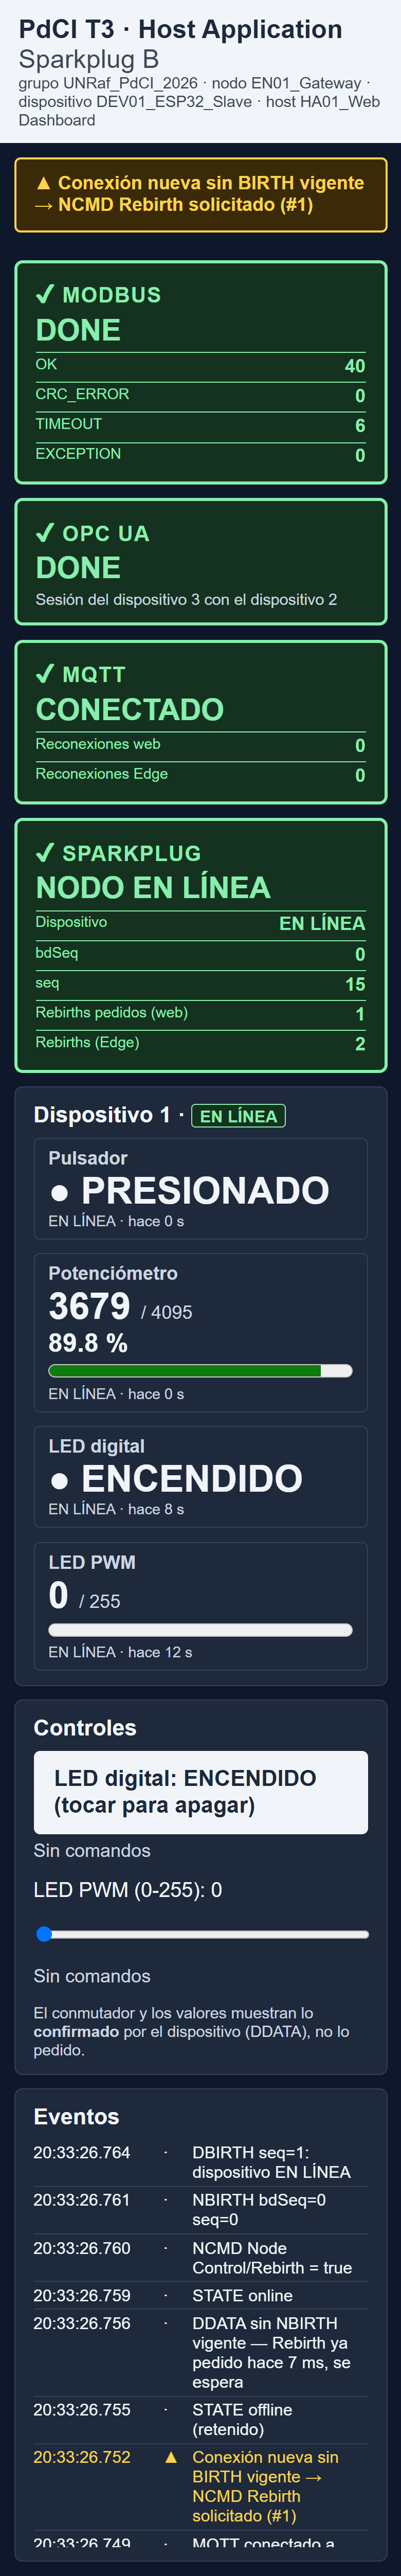 PdCI T3 · Host Application
Sparkplug B
grupo UNRaf_PdCI_2026 · nodo EN01_Gateway ·
dispositivo DEV01_ESP32_Slave · host HA01_Web
Dashboard
▲ Conexión nueva sin BIRTH vigente
→ NCMD Rebirth solicitado (#1)
✔ MODBUS
DONE
OK 40
CRC_ERROR 0
TIMEOUT 6
EXCEPTION 0
✔ OPC UA
DONE
Sesión del dispositivo 3 con el dispositivo 2
✔ MQTT
CONECTADO
Reconexiones web 0
Reconexiones Edge 0
✔ SPARKPLUG
NODO EN LÍNEA
Dispositivo EN LÍNEA
bdSeq 0
seq 15
Rebirths pedidos (web) 1
Rebirths (Edge) 2
Dispositivo 1 · EN LÍNEA
Pulsador
● PRESIONADO
EN LÍNEA · hace 0 s
Potenciómetro
3679 / 4095
89.8 %
EN LÍNEA · hace 0 s
LED digital
● ENCENDIDO
EN LÍNEA · hace 8 s
LED PWM
0 / 255
EN LÍNEA · hace 12 s
Controles
LED digital: ENCENDIDO
(tocar para apagar)
Sin comandos
LED PWM (0-255): 0
Sin comandos
El conmutador y los valores muestran lo
confirmado por el dispositivo (DDATA), no lo
pedido.
Eventos
20:33:26.764 · DBIRTH seq=1:
dispositivo EN LÍNEA
20:33:26.761 · NBIRTH bdSeq=0
seq=0
20:33:26.760 · NCMD Node
Control/Rebirth = true
20:33:26.759 · STATE online
20:33:26.756 · DDATA sin NBIRTH
vigente — Rebirth ya
pedido hace 7 ms, se
espera
20:33:26.755 · STATE offline
(retenido)
20:33:26.752 ▲ Conexión nueva sin
BIRTH vigente →
NCMD Rebirth
solicitado (#1)
20:33:26.749 · MQTT conectado a